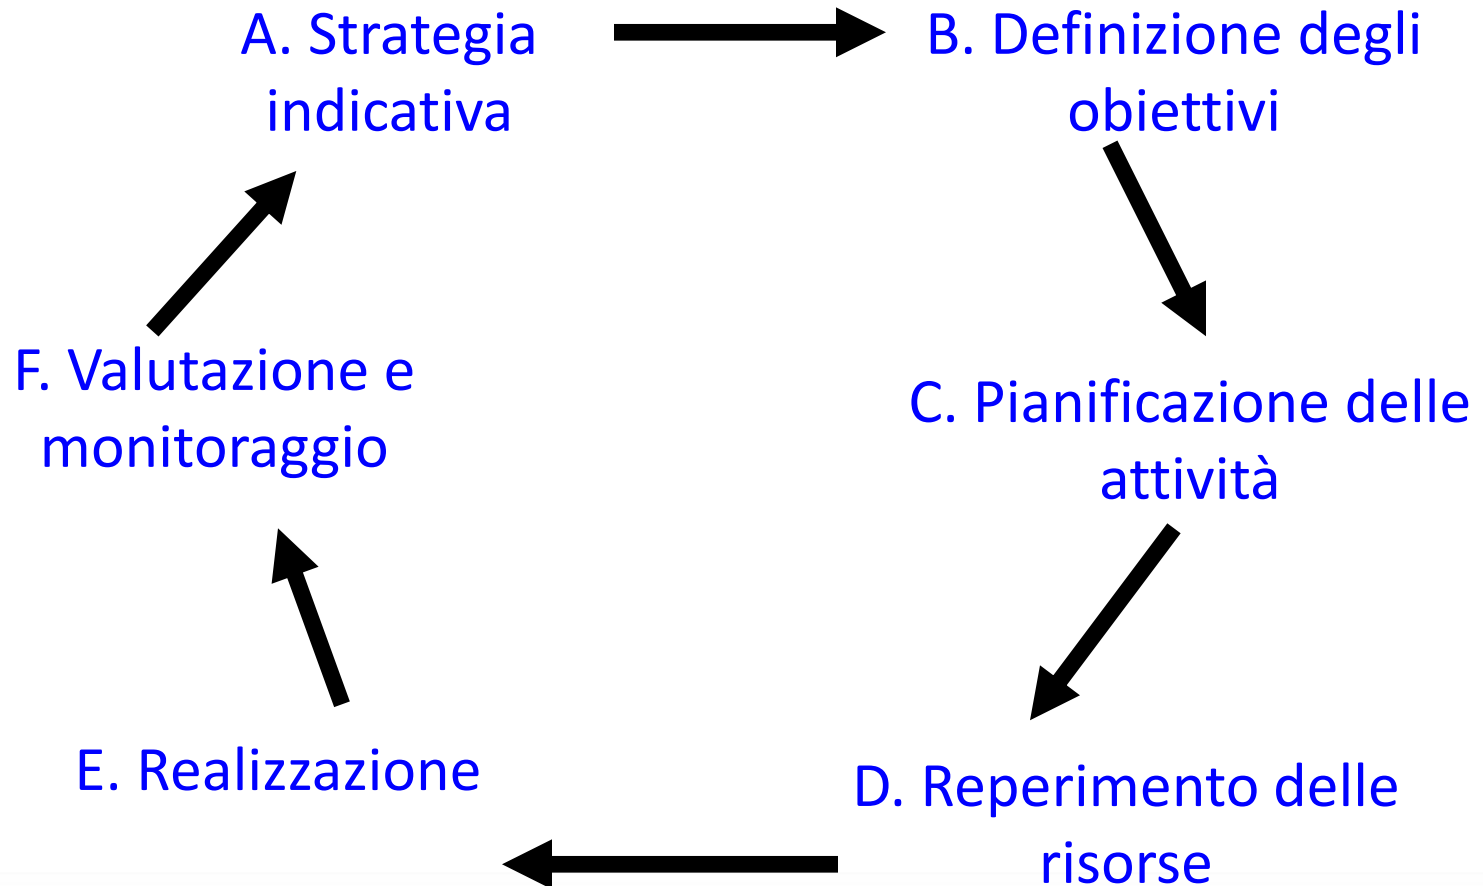 A. Strategia
indicativa
B. Definizione degli
obiettivi
C. Pianificazione delle
attività
D. Reperimento delle
risorse
E. Realizzazione
F. Valutazione e
monitoraggio